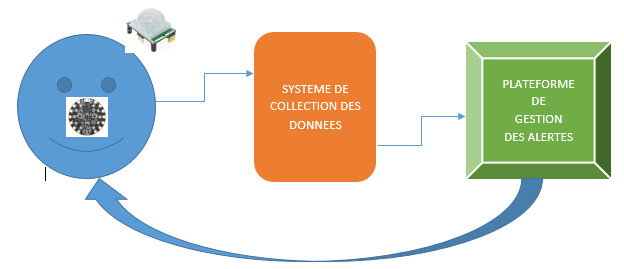 SYSTEME DE
COLLECTION DES
DONNEES
PLATEFORME
DE
GESTION
DES ALERTES